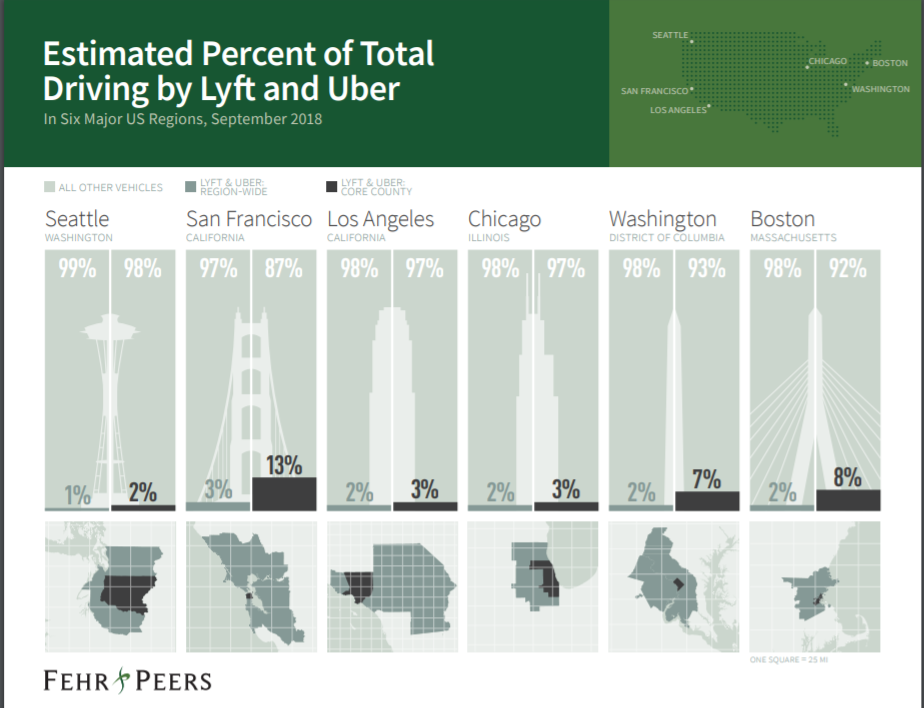 Estimated Percent of Total
Driving by Lyft and Uber
In Six Major US Regions, September 2018
SEATTLE
CHICAGO
BOSTON
SAN FRANCISCO
WASHINGTON
LOS ANGELES
ALL OTHER VEHICLES
LYFT & UBER:
REGION-WIDE
LYFT & UBER:
CORE COUNTY
Seattle
WASHINGTON
99% 98%
1% 2%
San Francisco
CALIFORNIA
97% 87%
3% 13%
Los Angeles
CALIFORNIA
98% 97%
2% 3%
Chicago
ILLINOIS
98% 97%
2% 3%
Washington
DISTRICT OF COLUMBIA
98% 93%
2% 7%
Boston
MASSACHUSETTS
98% 92%
2% 8%
ONE SQUARE = 25 MI
FEHR PEERS